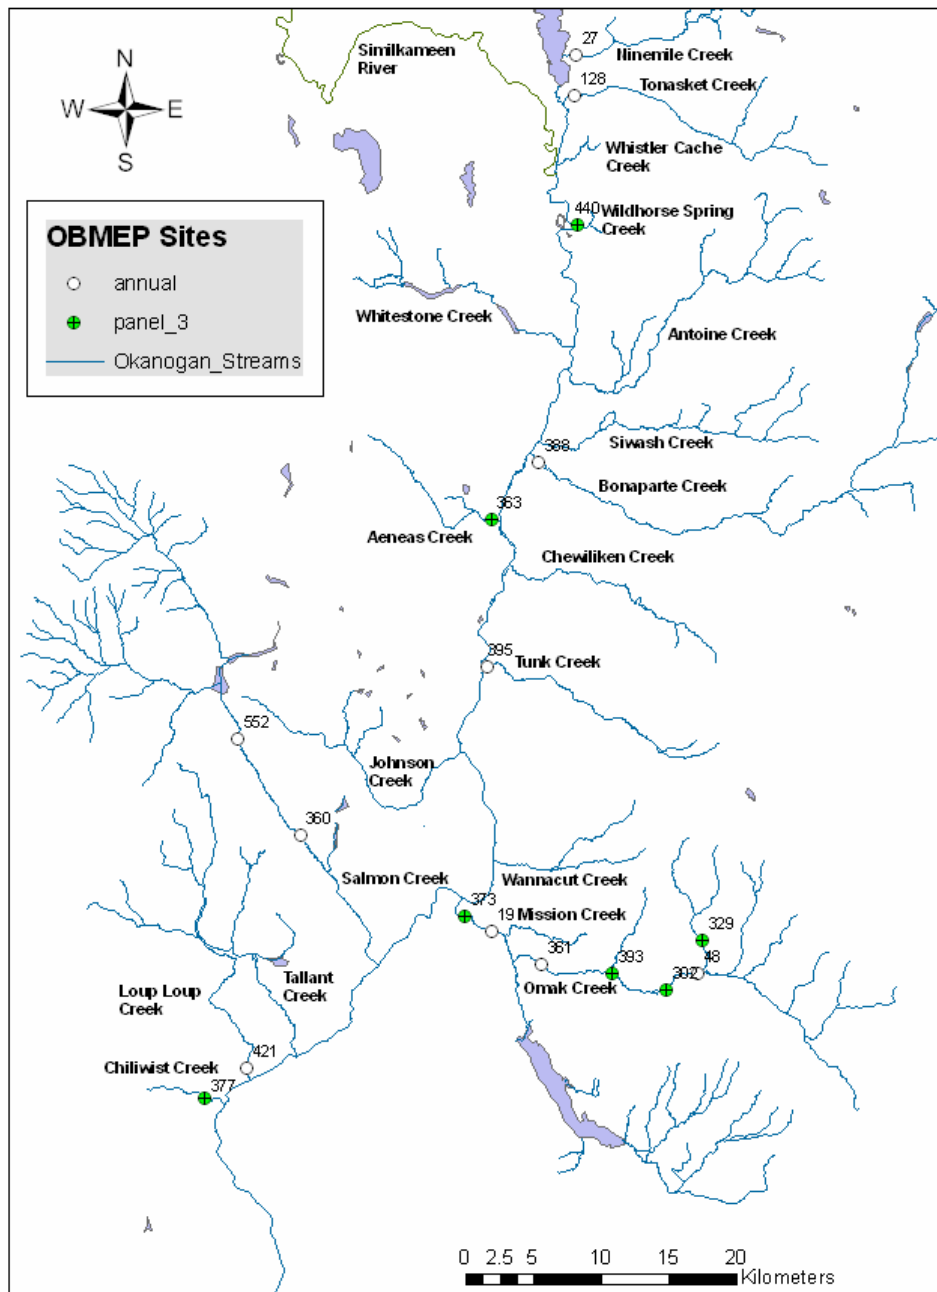 27
Similkameen
River
Ninemile Creek
N
128
Tonasket Creek
W
E
S
Whistler Cache
Creek
440
Wildhorse Spring
Creek
OBMEP Sites
annual
panel_3
Okanogan_Streams
Whitestone Creek
Antoine Creek
388
Siwash Creek
Bonaparte Creek
363
Aeneas Creek
Chewiliken Creek
395
Tunk Creek
552
Johnson
Creek
360
Salmon Creek
Wannacut Creek
373
19
Mission Creek
329
361
393
48
392
Omak Creek
Tallant
Creek
Loup Loup
Creek
421
Chiliwist Creek
377
0 2.5 5 10 15 20
Kilometers